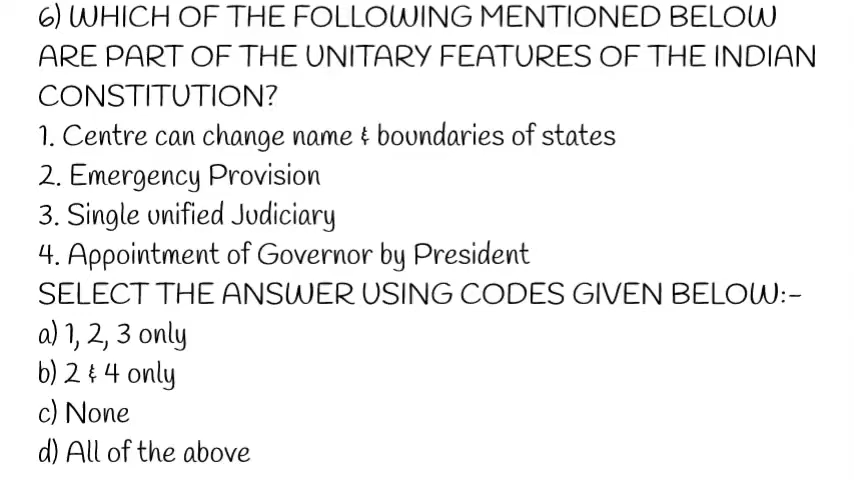 6) WHICH OF THE FOLLOWING MENTIONED BELOW
ARE PART OF THE UNITARY FEATURES OF THE INDIAN
CONSTITUTION?
1. Centre can change name & boundaries of states
2. Emergency Provision
3. Single unified Judiciary
4. Appointment of Governor by President
SELECT THE ANSWER USING CODES GIVEN BELOW:-
a) 1, 2, 3 only
b) 2 & 4 only
c) None
d) All of the above